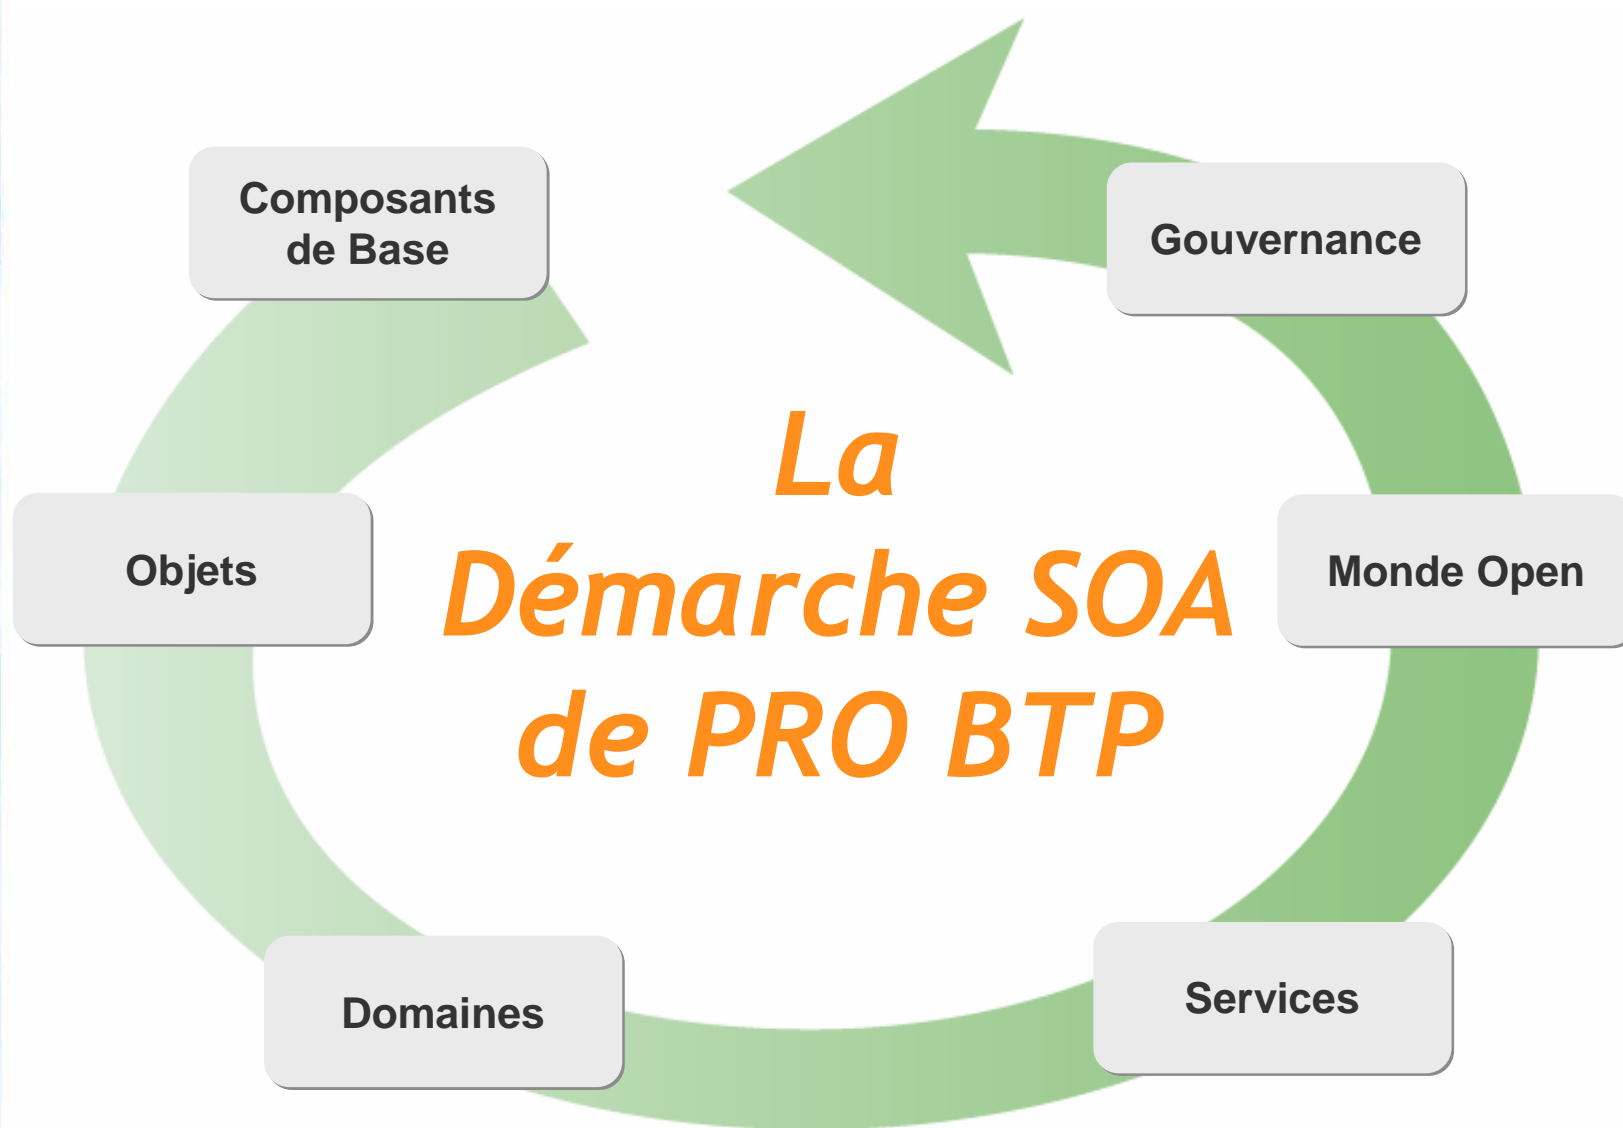 Composants
de Base
Gouvernance
La
Démarche SOA
de PRO BTP
Objets
Monde Open
Domaines
Services